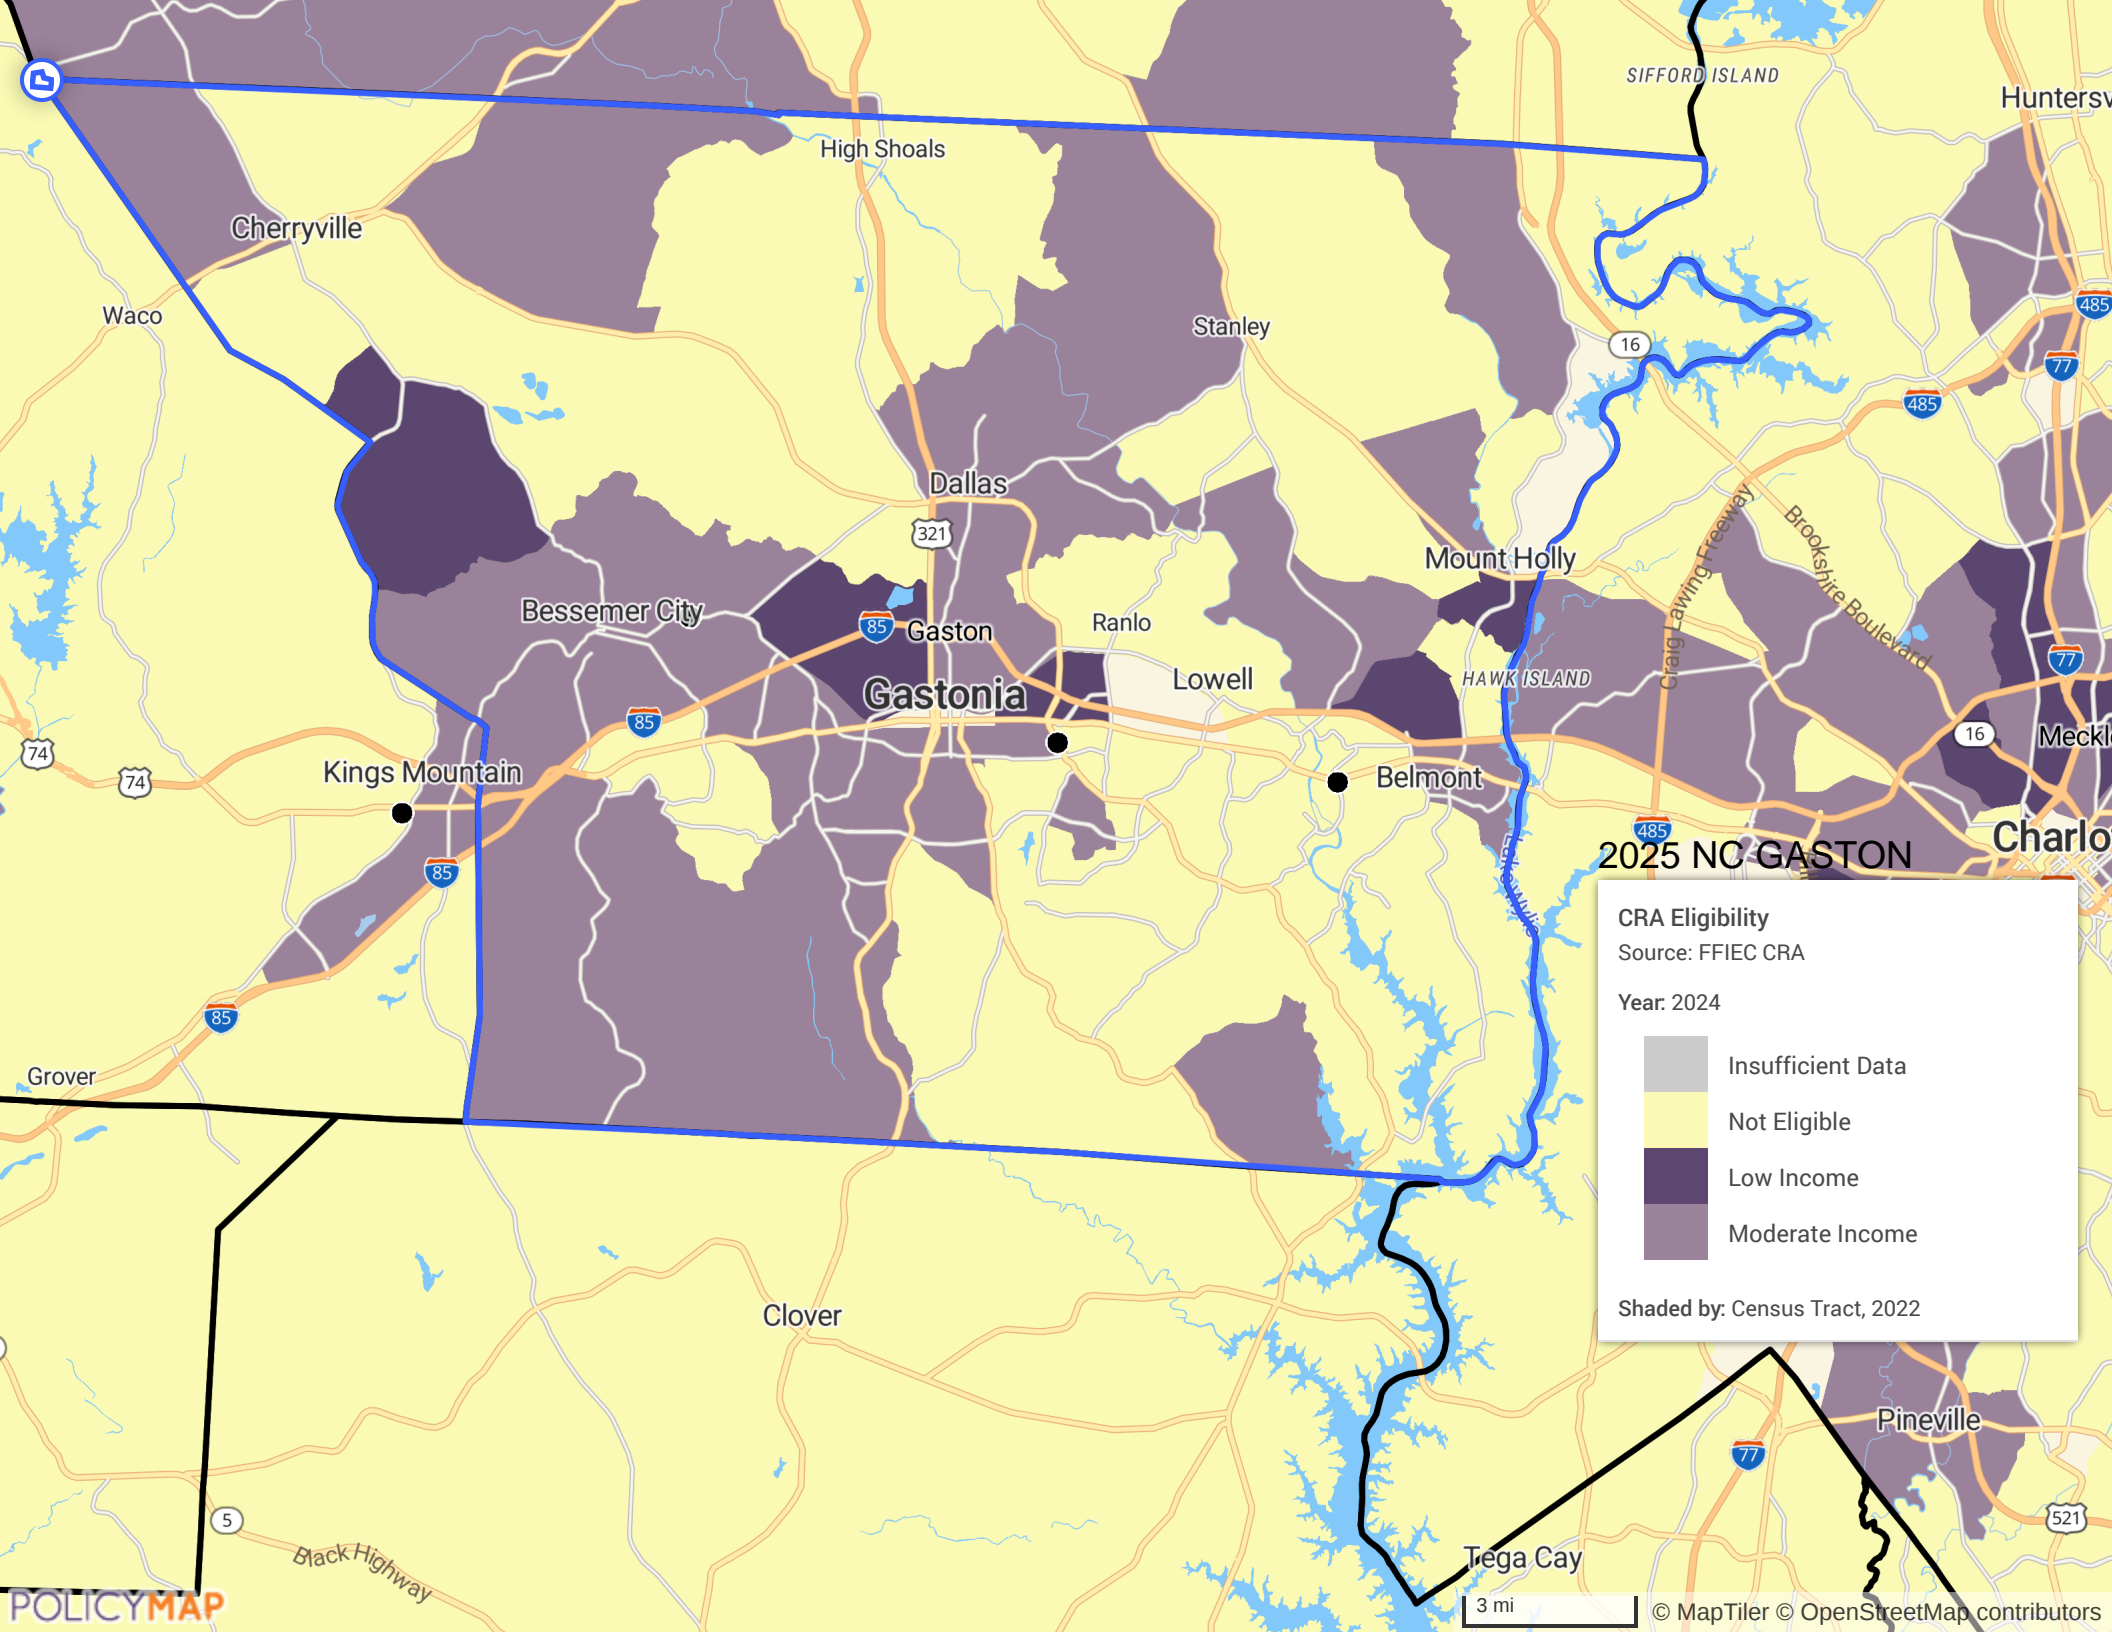 SIFFORD ISLAND
Huntersv
High Shoals
Cherryville
485
Waco
Stanley
16
77
485
Dallas
321
Craig Lawing Freeway
Brookshire Boulevard
Mount Holly
Bessemer City
85
Gaston
Ranlo
77
Gastonia
Lowell
HAWK ISLAND
85
16
Meckl
74
74
Kings Mountain
Belmont
485
Charlo
85
Lake Wylie
85
Grover
2025 NC GASTON
CRA Eligibility
Source: FFIEC CRA
Year: 2024
Insufficient Data
Not Eligible
Low Income
Moderate Income
Shaded by: Census Tract, 2022
Clover
Pineville
77
5
521
Black Highway
Tega Cay
POLICYMAP
3 mi
© MapTiler © OpenStreetMap contributors